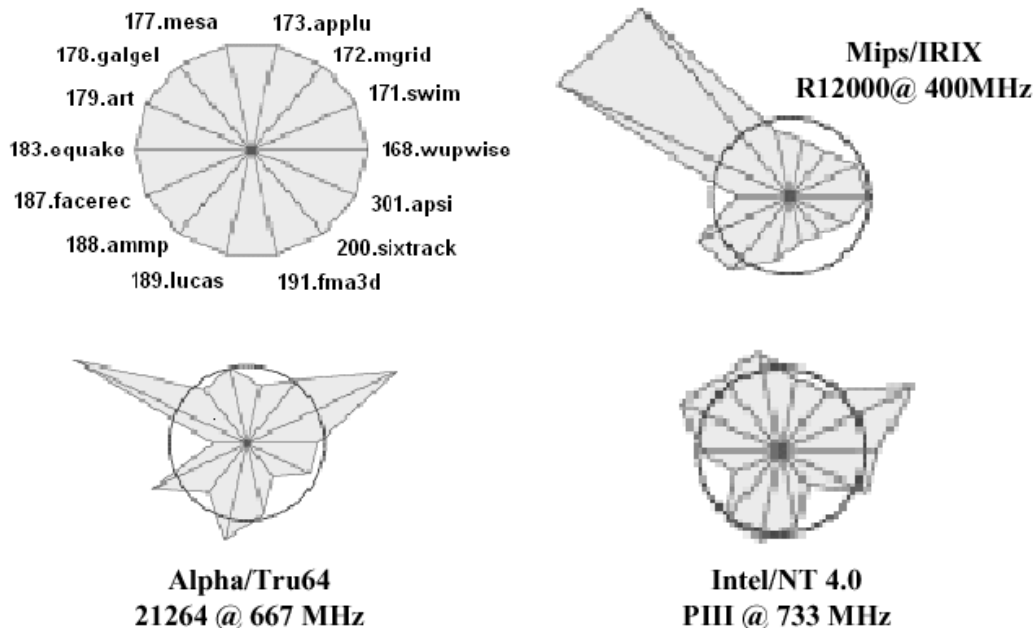 177.mesa
173.applu
178.galgel
172.mgrid
179.art
171.swim
183.equake
168.wupwise
187.facerec
301.apsi
188.ammp
200.sixtrack
189.lucas
191.fma3d
Mips/IRIX
R12000@ 400MHz
Alpha/Tru64
21264 @ 667 MHz
Intel/NT 4.0
PIII @ 733 MHz